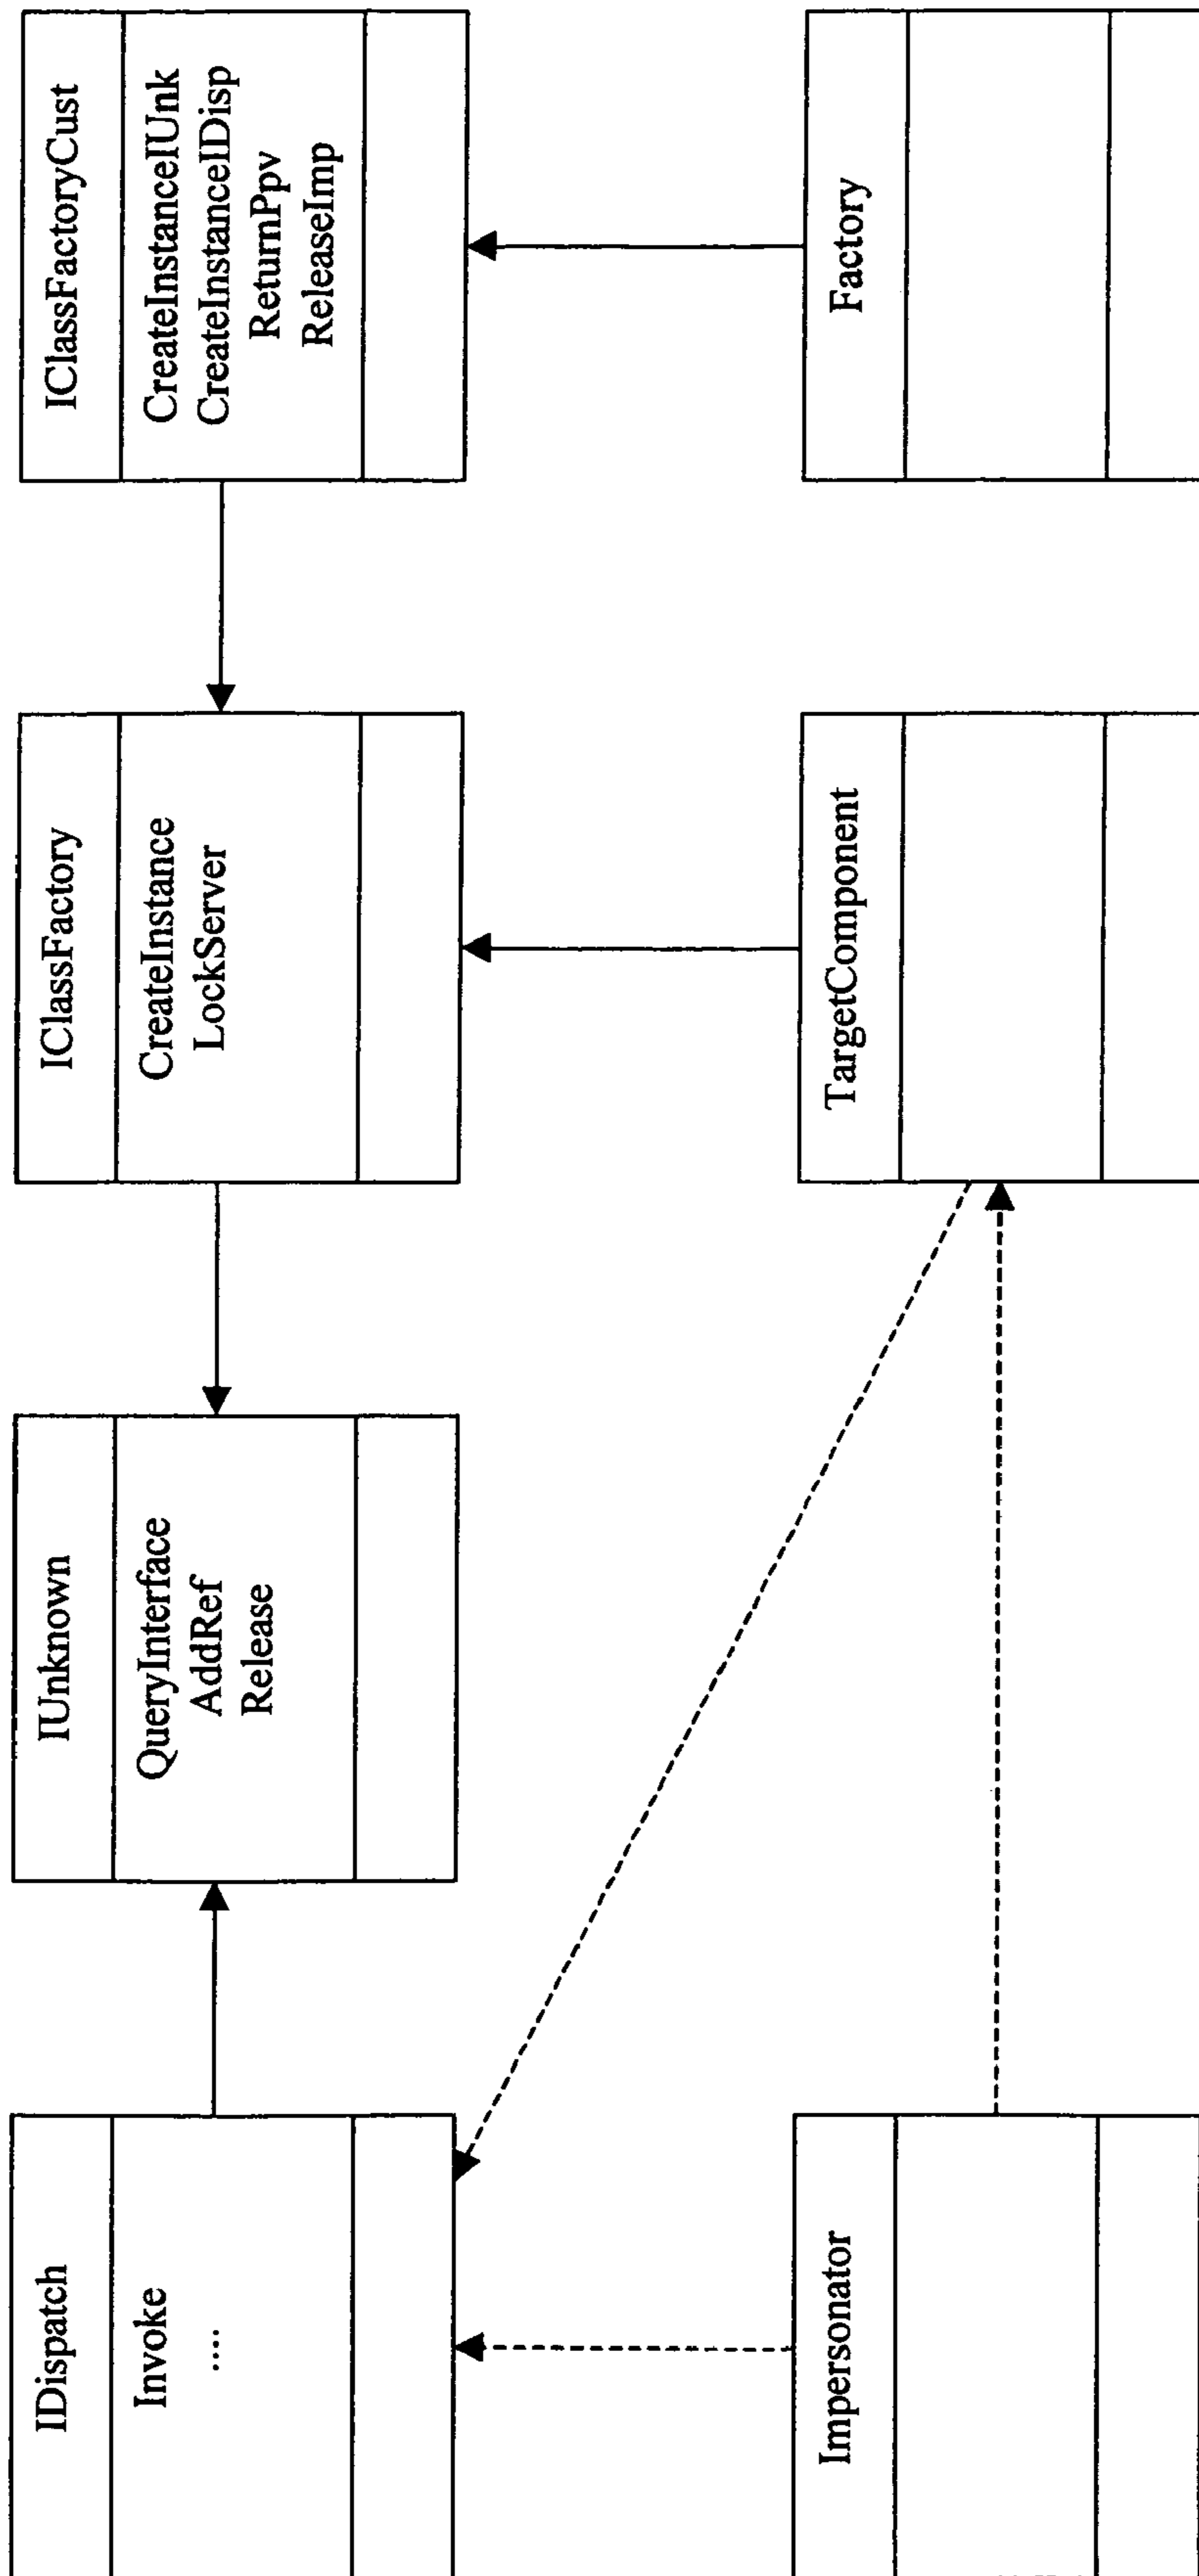 IDispatch
Invoke
....
IUnknown
QueryInterface
AddRef
Release
IClassFactory
CreateInstance
LockServer
IClassFactoryCust
CreateInstanceIUnk
CreateInstanceIDisp
ReturnPpv
ReleaseImp
Impersonator
TargetComponent
Factory